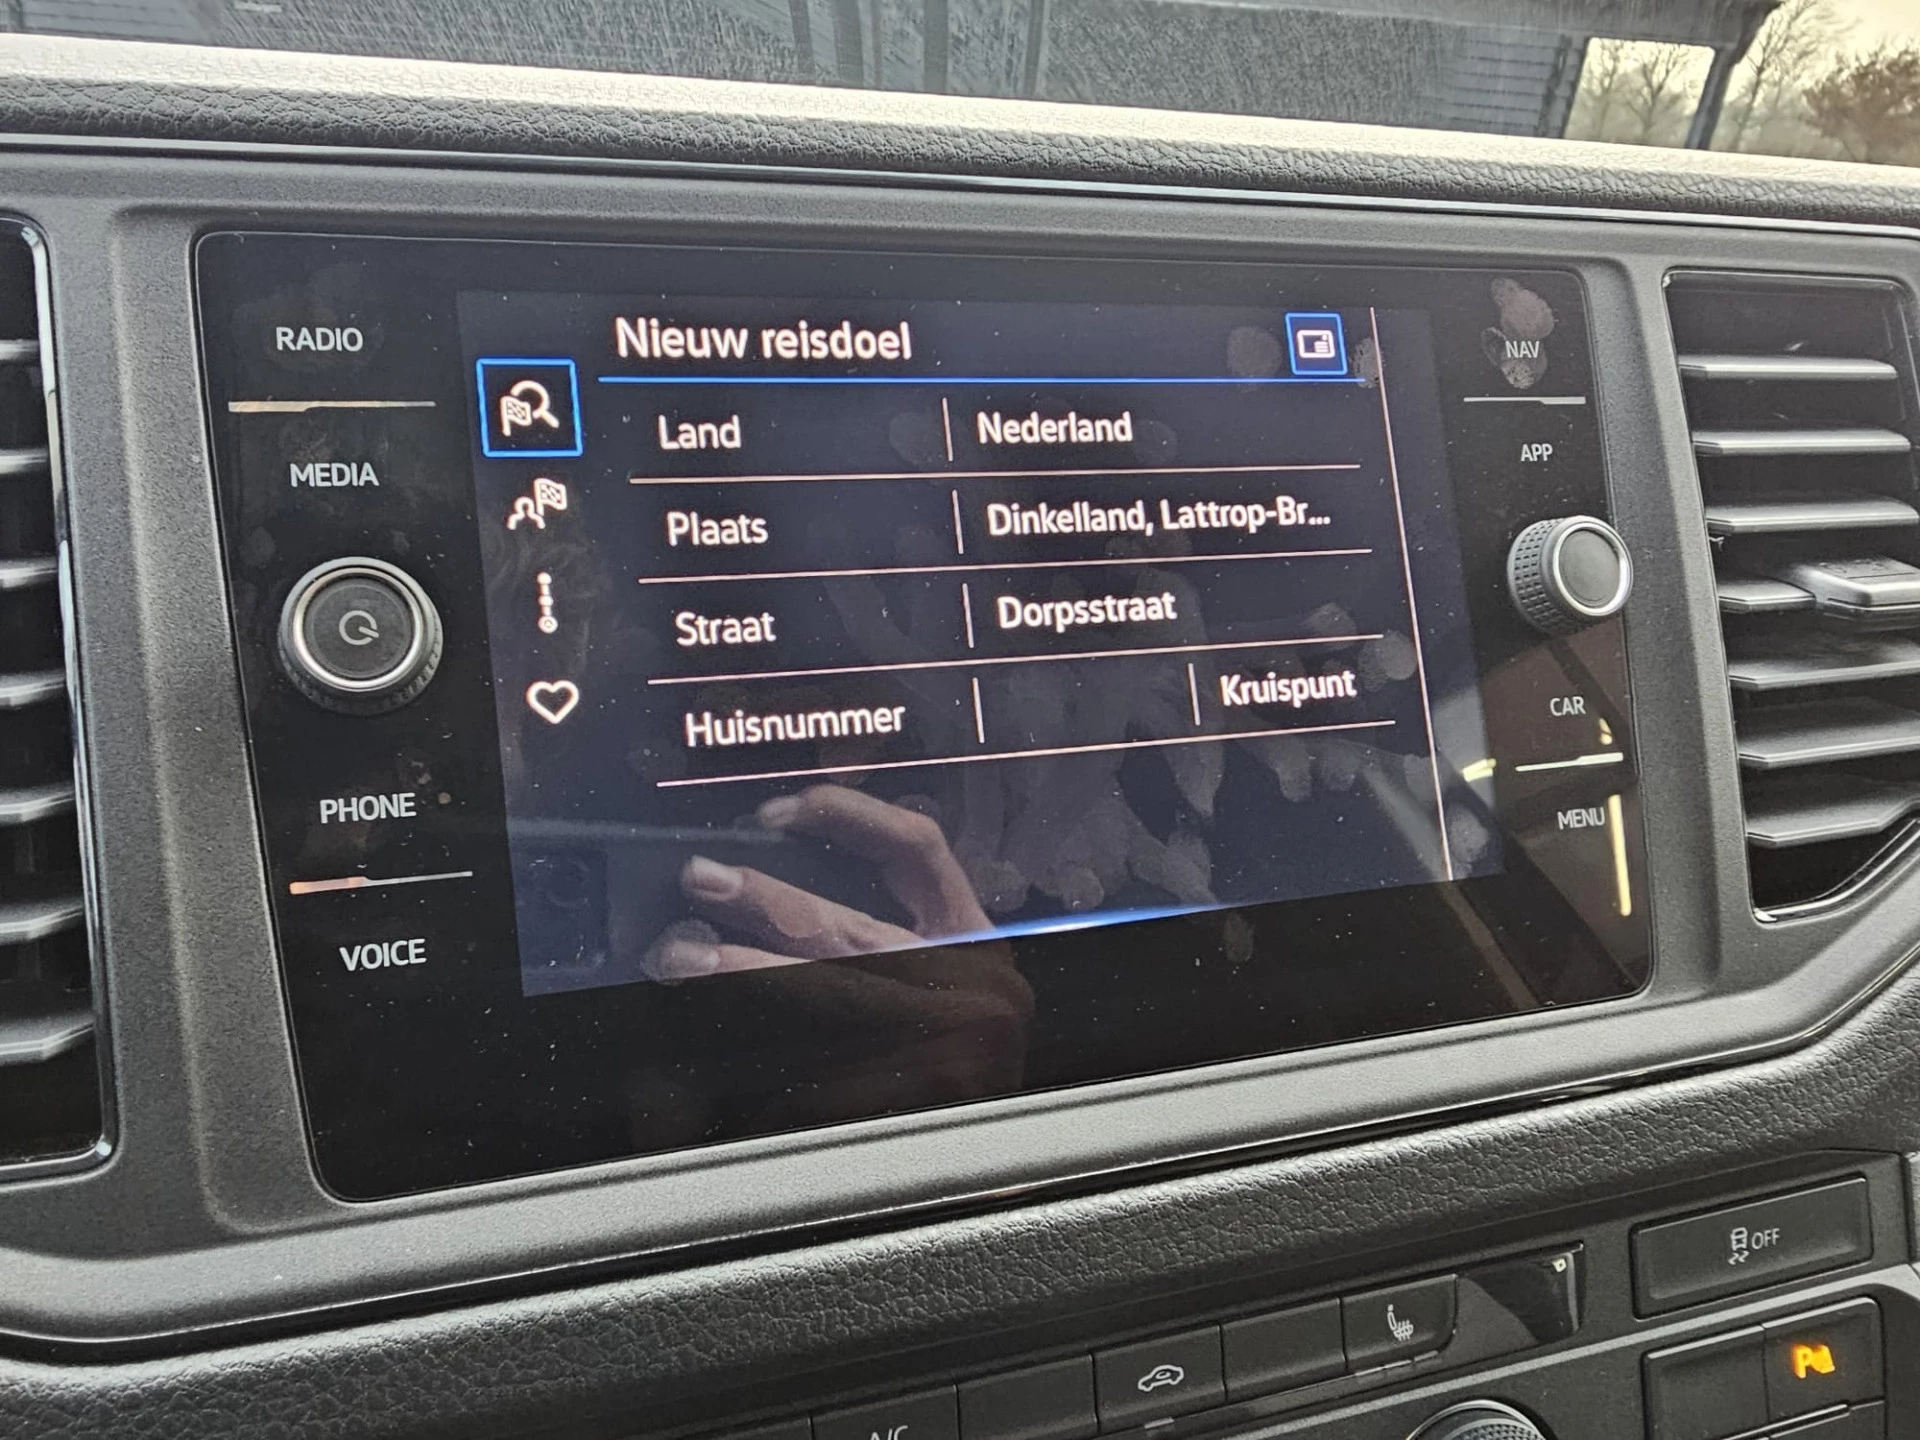 RADIO
MEDIA
PHONE
VOICE
Nieuw reisdoel
Land Nederland
Plaats Dinkelland, Lattrop-Br...
Straat Dorpsstraat
Huisnummer Kruispunt
NAV
APP
CAR
MENU
OFF
P
A/C